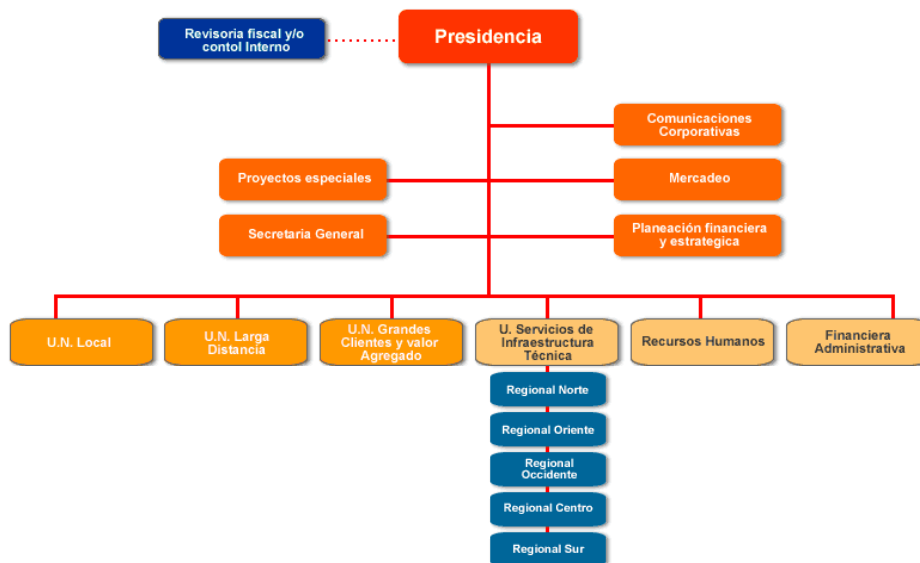 Revisoria fiscal y/o
contol Interno
Presidencia
Comunicaciones
Corporativas
Proyectos especiales
Mercadeo
Secretaría General
Planeación financiera
y estrategica
U.N. Local
U.N. Larga
Distancia
U.N. Grandes
Clientes y valor
Agregado
U. Servicios de
Infraestructura
Técnica
Recursos Humanos
Financiera
Administrativa
Regional Norte
Regional Oriente
Regional
Occidente
Regional Centro
Regional Sur